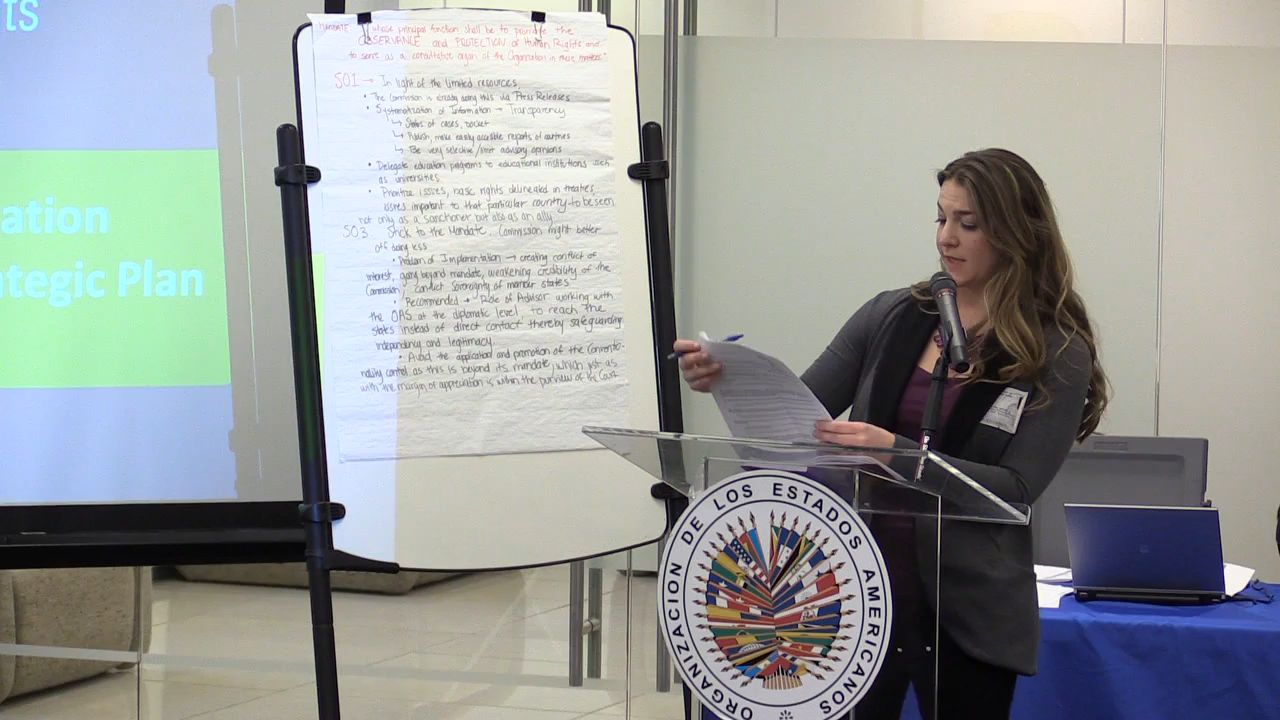 ts
ation
ategic Plan
MANDATE "whose principal function shall be to promote the
OBSERVANCE and PROTECTION of Human Rights and
to serve as a consultative organ of the Organization in these matters"
SO1 → In light of the limited resources,
• The Commission is already doing this via Press Releases
• Systematization of Information → Transparency
↳ States of cases, docket
↳ Publish, make easily accesible reports of countries
↳ Be very selective / limit advisory opinions
• Delegate education programs to educational institutions such
as universities
• Prioritize issues, basic rights delineated in treaties,
issues important to that particular country - to be seen
not only as a sanctioner but also as an ally
SO3 Stick to the Mandate. Commission might better
off doing less
• Problem of Implementation → creating conflict of
interest, going beyond mandate, weakening credibility of the
Commission, conflict sovereignty of member states
• Recommended → Role of Advisor working with
the OAS at the diplomatic level to reach the
states instead of direct contact thereby safeguarding
independency and legitimacy.
• Avoid the application and promotion of the Conventio-
nality control as this is beyond its mandate, which just as
with the margin of appreciation is within the purview of the Court
ORGANIZACION DE LOS ESTADOS AMERICANOS